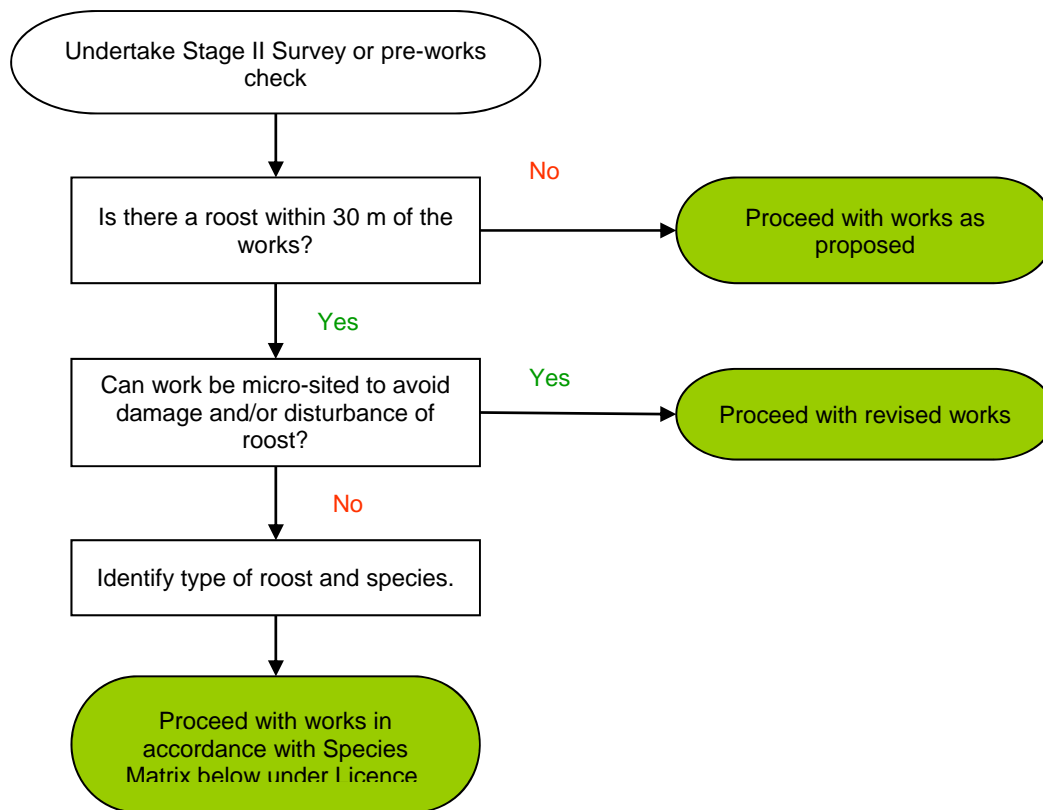 Undertake Stage II Survey or pre-works
check
No
Is there a roost within 30 m of the
works?
Proceed with works as
proposed
Yes
Can work be micro-sited to avoid
damage and/or disturbance of
roost?
Yes
Proceed with revised works
No
Identify type of roost and species.
Proceed with works in
accordance with Species
Matrix below under Licence